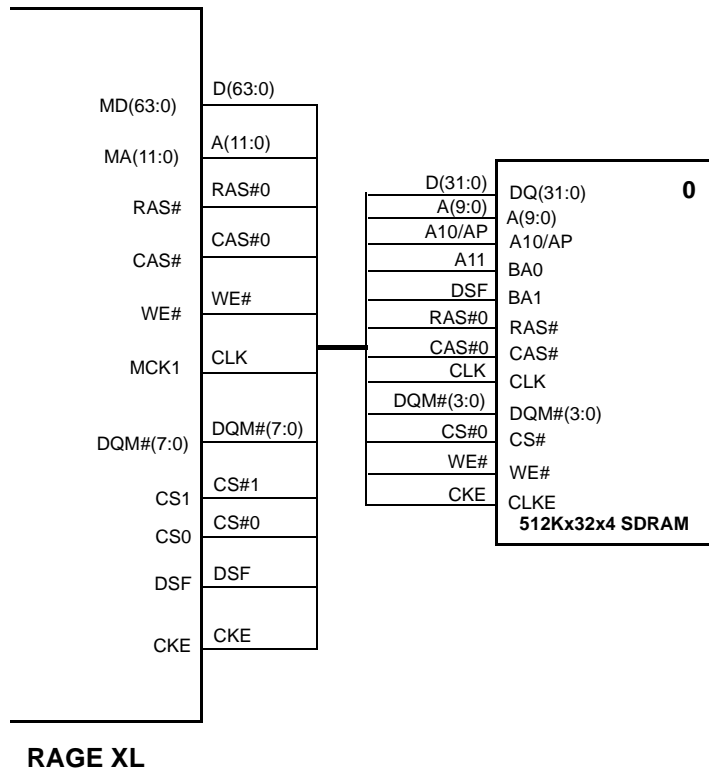 MD(63:0)
D(63:0)
MA(11:0)
A(11:0)
RAS#
RAS#0
CAS#
CAS#0
WE#
WE#
MCK1
CLK
DQM#(7:0)
DQM#(7:0)
CS1
CS#1
CS0
CS#0
DSF
DSF
CKE
CKE
RAGE XL
0
D(31:0)
DQ(31:0)
A(9:0)
A(9:0)
A10/AP
A10/AP
A11
BA0
DSF
BA1
RAS#0
RAS#
CAS#0
CAS#
CLK
CLK
DQM#(3:0)
DQM#(3:0)
CS#0
CS#
WE#
WE#
CKE
CLKE
512Kx32x4 SDRAM